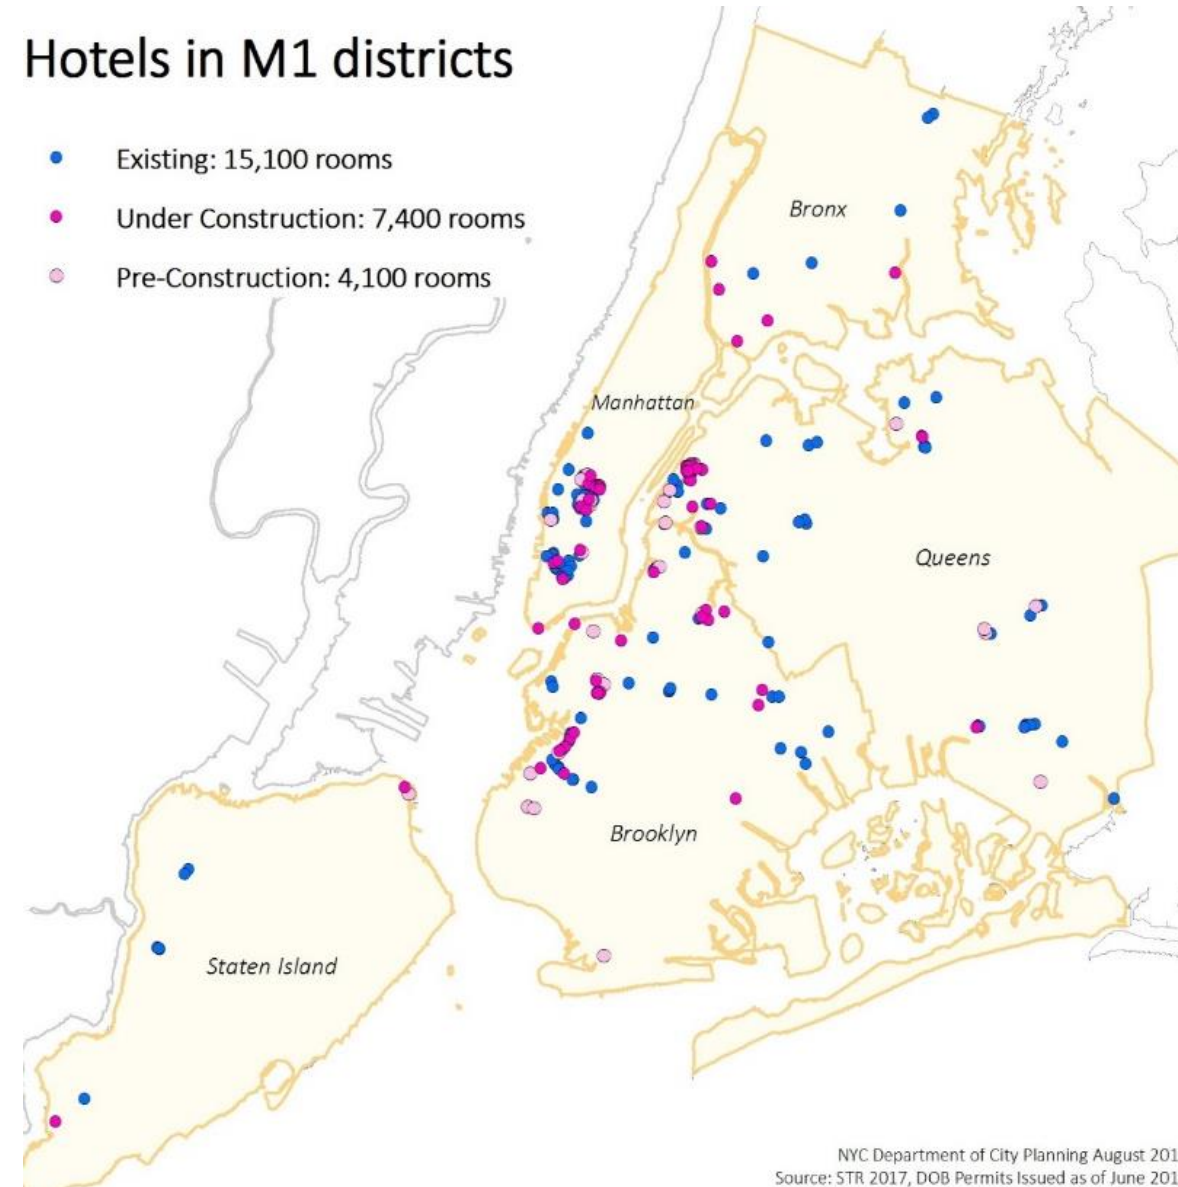 Hotels in M1 districts
Existing: 15,100 rooms
Under Construction: 7,400 rooms
Pre-Construction: 4,100 rooms
Bronx
Manhattan
Queens
Brooklyn
Staten Island
NYC Department of City Planning August 201
Source: STR 2017, DOB Permits Issued as of June 201